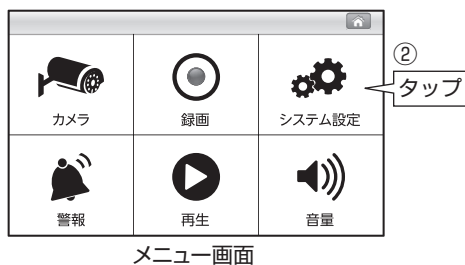 ②
タップ
カメラ
録画
システム設定
警報
再生
音量
メニュー画面